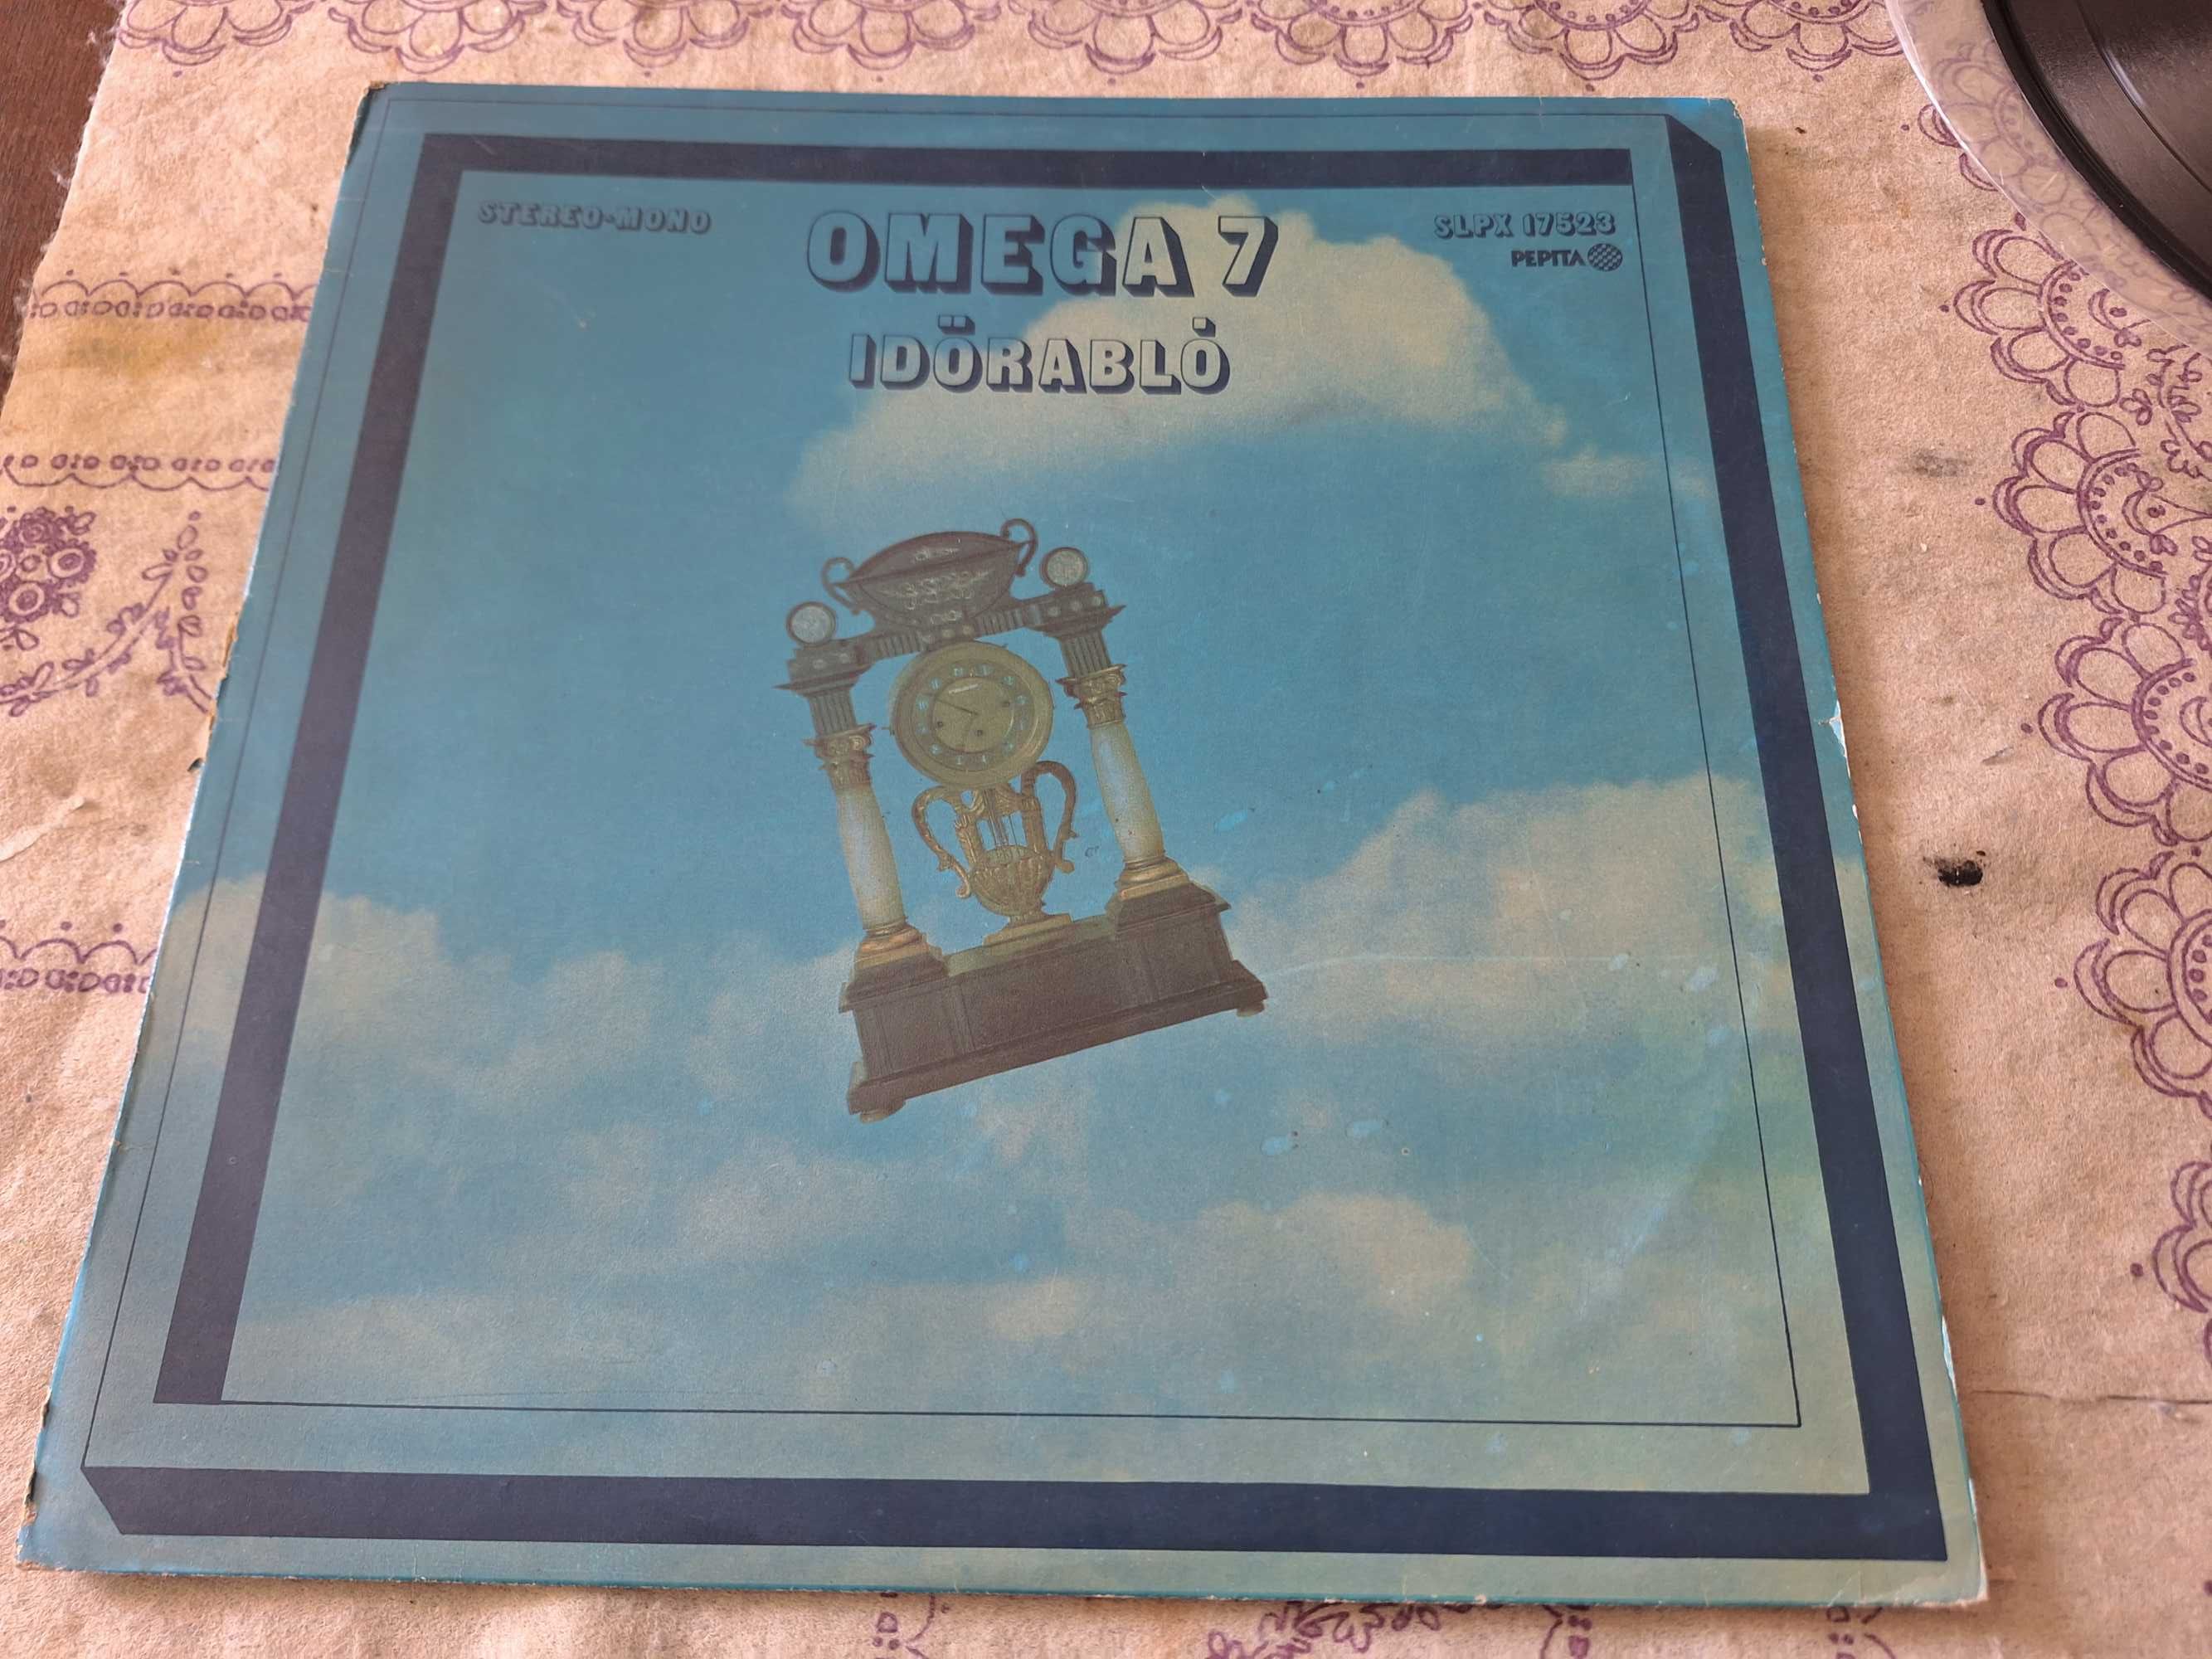 STEREO-MONO
OMEGA 7
SLPX 17523
PEPITA
IDŐRABLÓ